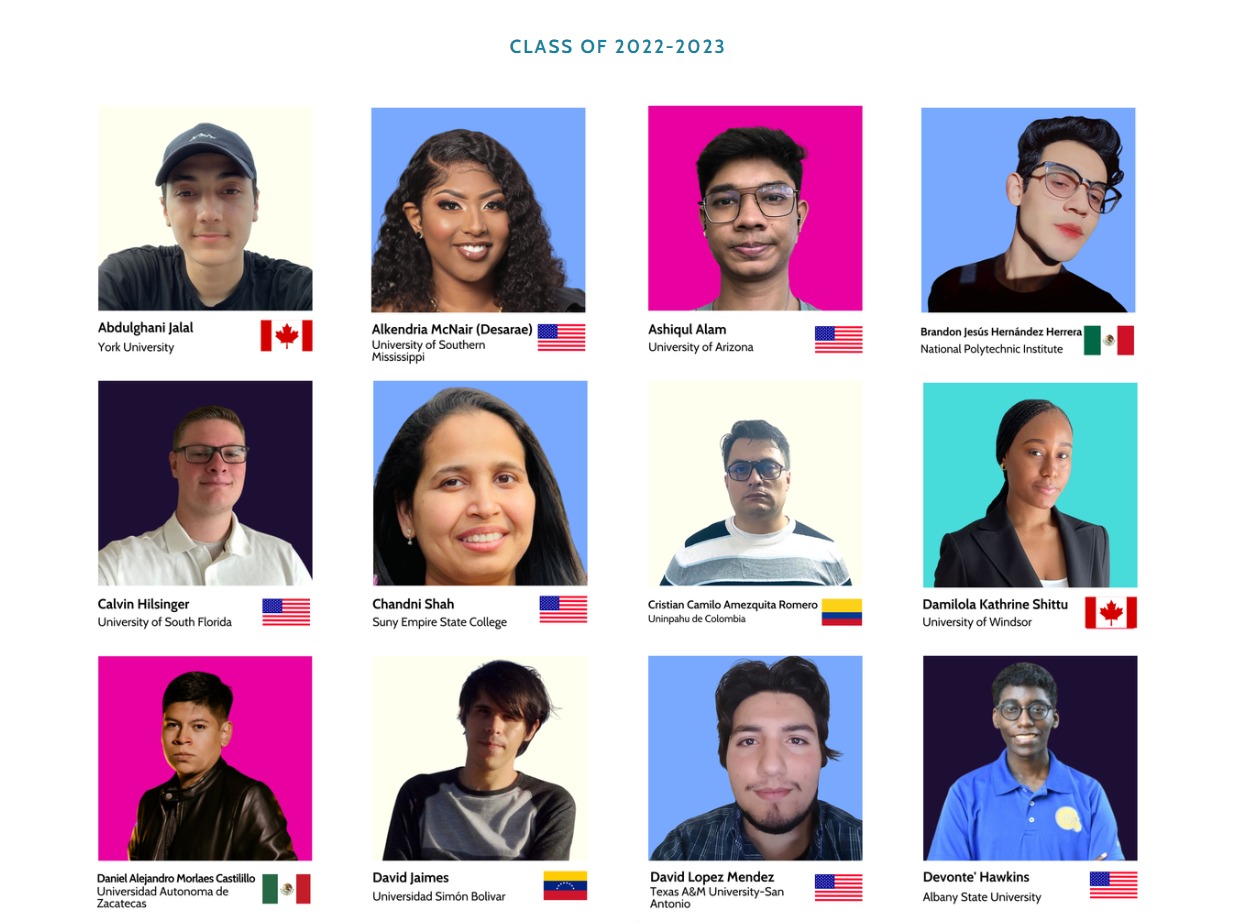 CLASS OF 2022-2023
Abdulghani Jalal
York University
Alkendria McNair (Desarae)
University of Southern
Mississippi
Ashiqul Alam
University of Arizona
Brandon Jesús Hernández Herrera
National Polytechnic Institute
Calvin Hilsinger
University of South Florida
Chandni Shah
Suny Empire State College
Cristian Camilo Amezquita Romero
Uninpahu de Colombia
Damilola Kathrine Shittu
University of Windsor
Daniel Alejandro Morlaes Castilillo
Universidad Autonoma de
Zacatecas
David Jaimes
Universidad Simón Bolivar
David Lopez Mendez
Texas A&M University-San
Antonio
Devonte' Hawkins
Albany State University